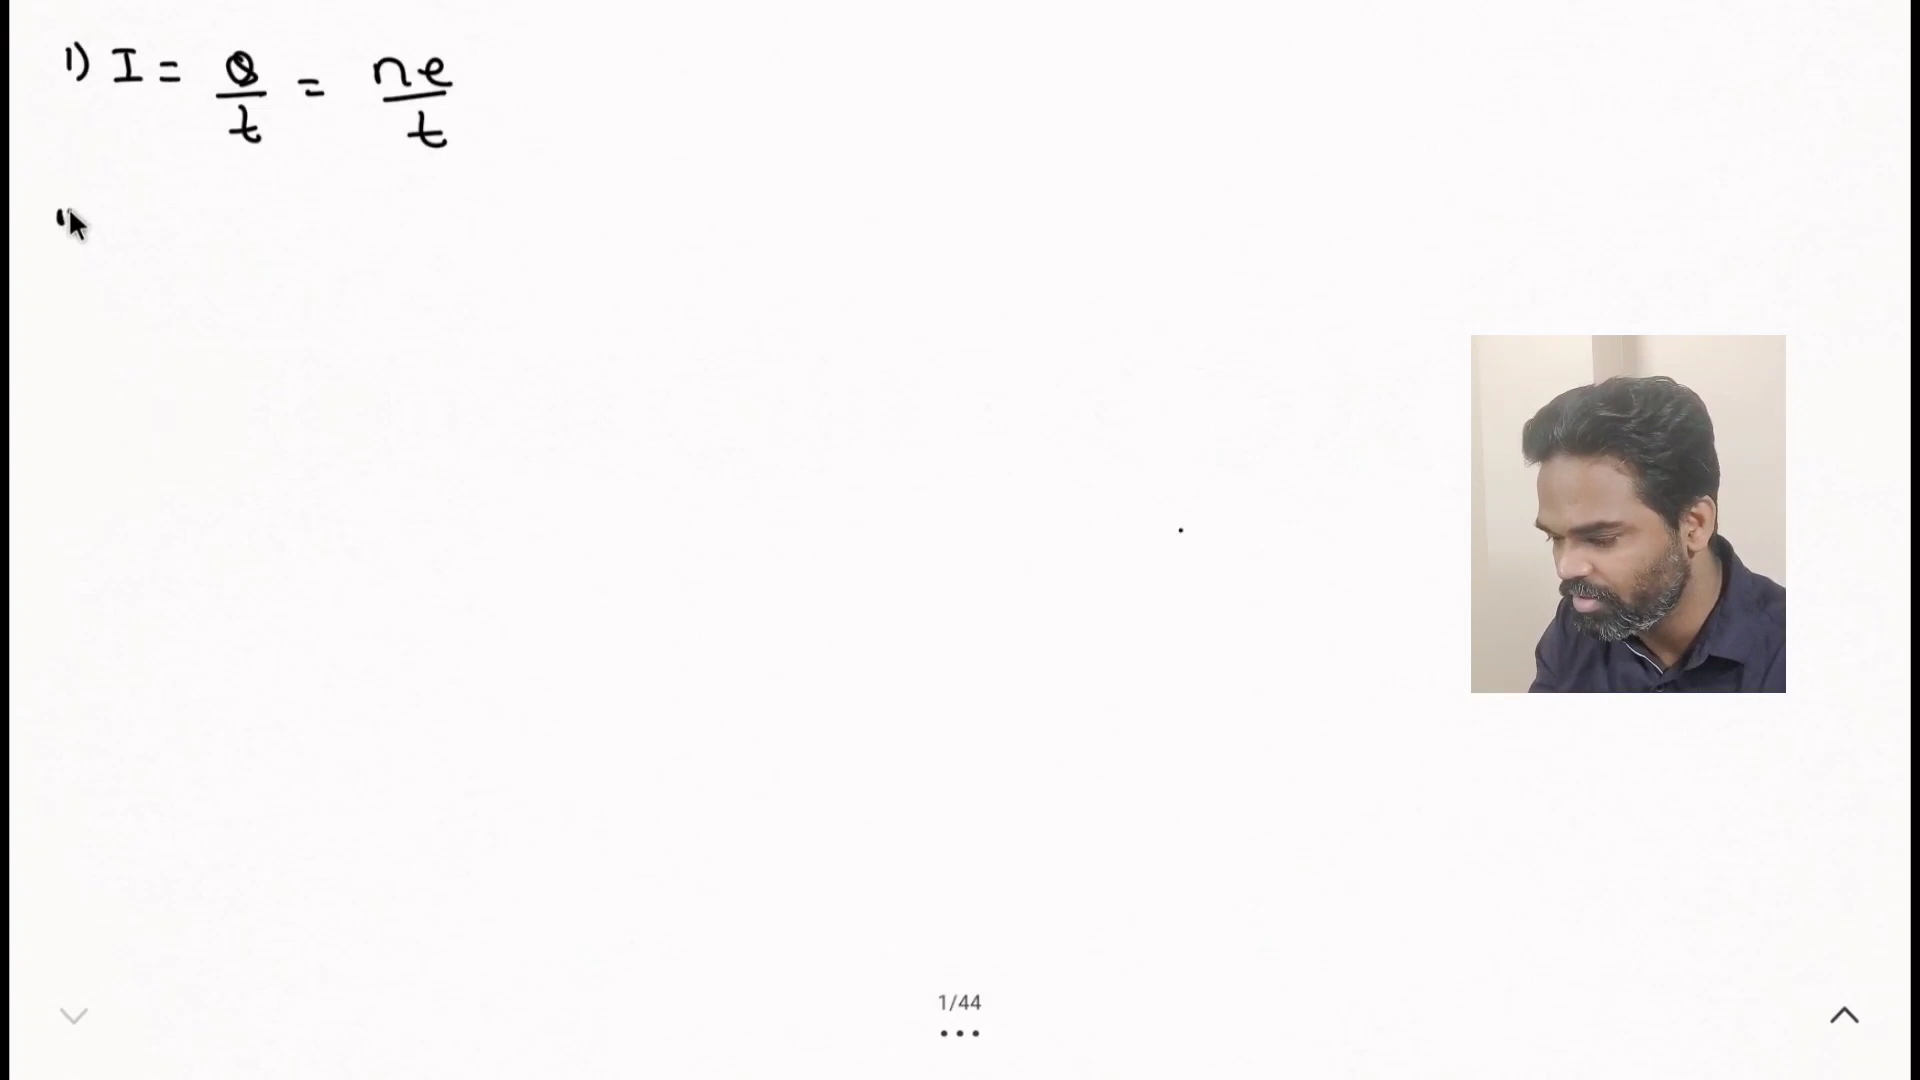 1) I = Q/t = ne/t
1/44